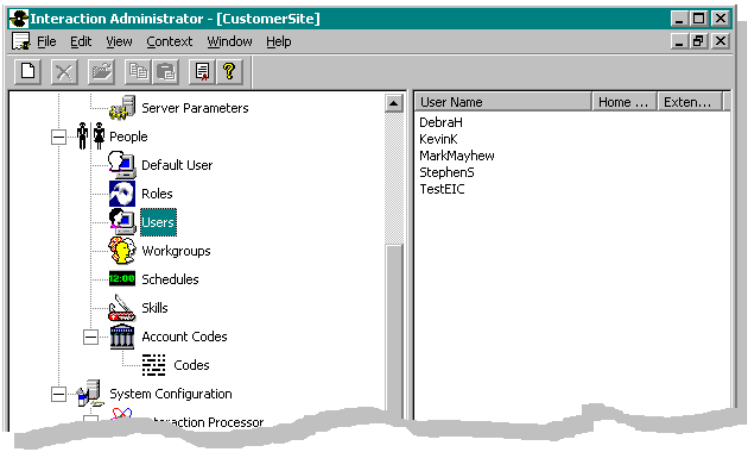 Interaction Administrator - [CustomerSite]
File Edit View Context Window Help
Server Parameters
People
Default User
Roles
Users
Workgroups
12:00 Schedules
Skills
Account Codes
Codes
System Configuration
Interaction Processor
User Name Home ... Exten...
DebraH
KevinK
MarkMayhew
StephenS
TestEIC